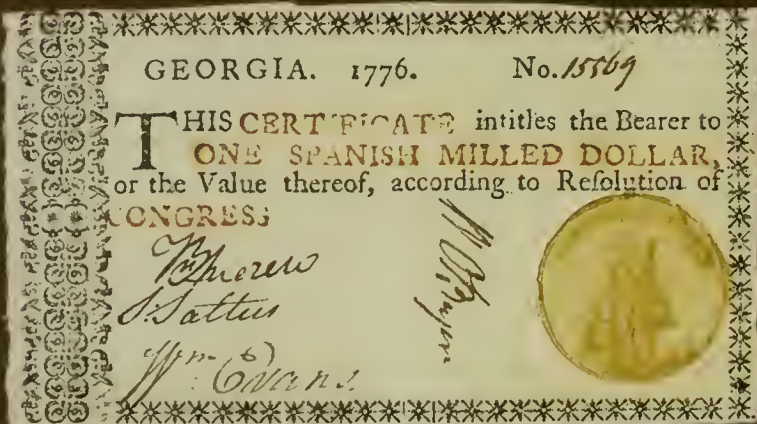 GEORGIA. 1776. No. 15569
THIS CERTIFICATE intitles the Bearer to
ONE SPANISH MILLED DOLLAR,
or the Value thereof, according to Reſolution of
CONGRESS
Wm: Evans.